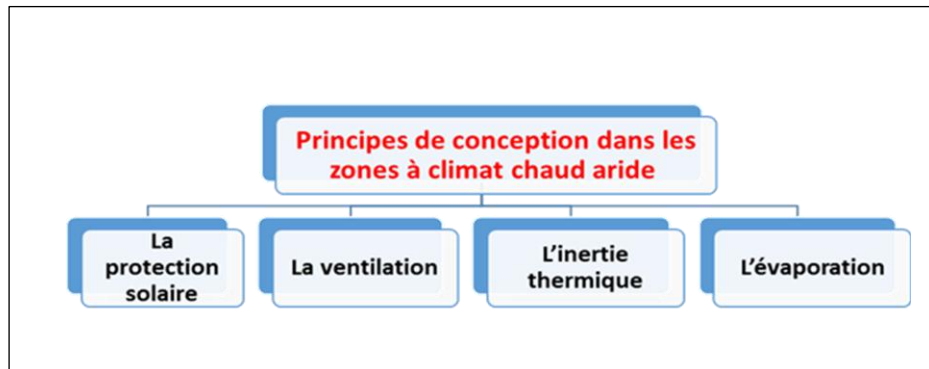 Principes de conception dans les
zones à climat chaud aride
La
protection
solaire
La ventilation
L’inertie
thermique
L’évaporation